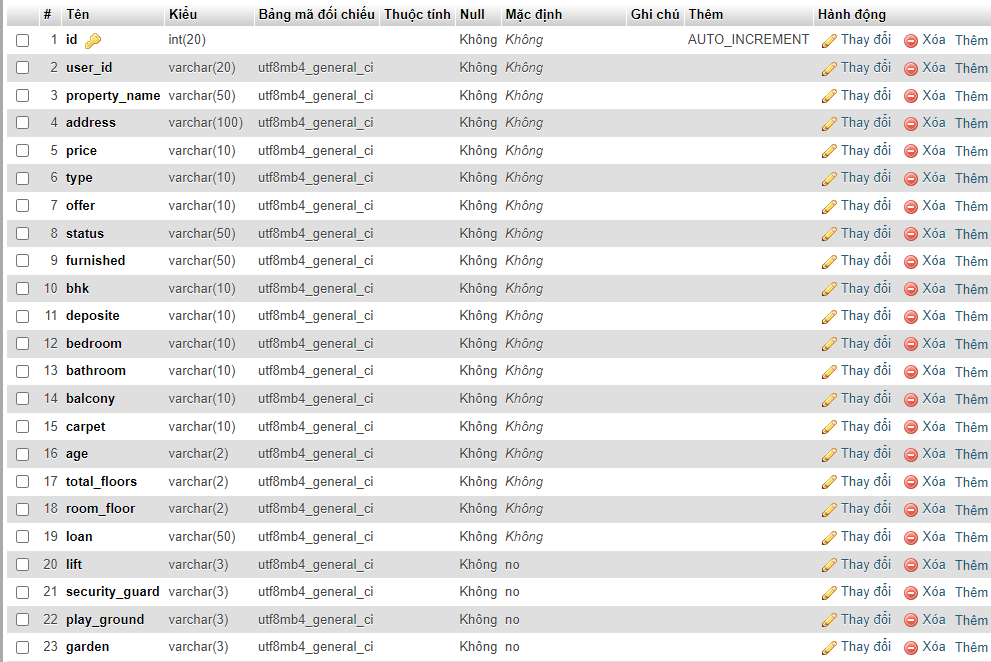 # Tên Kiểu Bảng mã đối chiếu Thuộc tính Null Mặc định Ghi chú Thêm Hành động
1 id int(20) Không Không AUTO_INCREMENT Thay đổi Xóa Thêm
2 user_id varchar(20) utf8mb4_general_ci Không Không Thay đổi Xóa Thêm
3 property_name varchar(50) utf8mb4_general_ci Không Không Thay đổi Xóa Thêm
4 address varchar(100) utf8mb4_general_ci Không Không Thay đổi Xóa Thêm
5 price varchar(10) utf8mb4_general_ci Không Không Thay đổi Xóa Thêm
6 type varchar(10) utf8mb4_general_ci Không Không Thay đổi Xóa Thêm
7 offer varchar(10) utf8mb4_general_ci Không Không Thay đổi Xóa Thêm
8 status varchar(50) utf8mb4_general_ci Không Không Thay đổi Xóa Thêm
9 furnished varchar(50) utf8mb4_general_ci Không Không Thay đổi Xóa Thêm
10 bhk varchar(10) utf8mb4_general_ci Không Không Thay đổi Xóa Thêm
11 deposite varchar(10) utf8mb4_general_ci Không Không Thay đổi Xóa Thêm
12 bedroom varchar(10) utf8mb4_general_ci Không Không Thay đổi Xóa Thêm
13 bathroom varchar(10) utf8mb4_general_ci Không Không Thay đổi Xóa Thêm
14 balcony varchar(10) utf8mb4_general_ci Không Không Thay đổi Xóa Thêm
15 carpet varchar(10) utf8mb4_general_ci Không Không Thay đổi Xóa Thêm
16 age varchar(2) utf8mb4_general_ci Không Không Thay đổi Xóa Thêm
17 total_floors varchar(2) utf8mb4_general_ci Không Không Thay đổi Xóa Thêm
18 room_floor varchar(2) utf8mb4_general_ci Không Không Thay đổi Xóa Thêm
19 loan varchar(50) utf8mb4_general_ci Không Không Thay đổi Xóa Thêm
20 lift varchar(3) utf8mb4_general_ci Không no Thay đổi Xóa Thêm
21 security_guard varchar(3) utf8mb4_general_ci Không no Thay đổi Xóa Thêm
22 play_ground varchar(3) utf8mb4_general_ci Không no Thay đổi Xóa Thêm
23 garden varchar(3) utf8mb4_general_ci Không no Thay đổi Xóa Thêm